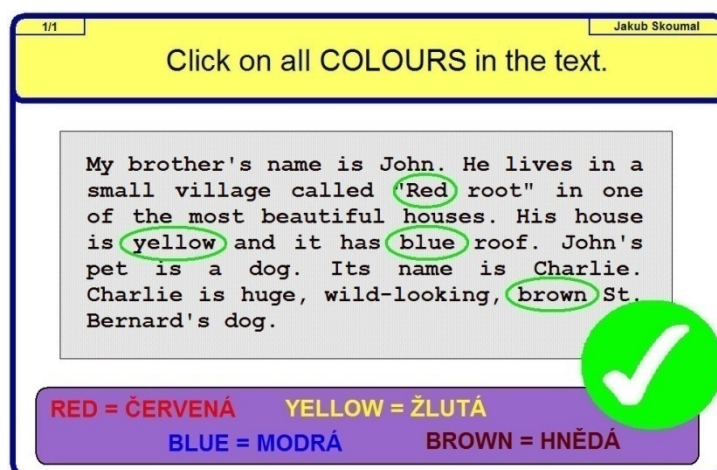 1/1
Jakub Skoumal
Click on all COLOURS in the text.
My brother's name is John. He lives in a
small village called "Red root" in one
of the most beautiful houses. His house
is yellow and it has blue roof. John's
pet is a dog. Its name is Charlie.
Charlie is huge, wild-looking, brown St.
Bernard's dog.
RED = ČERVENÁ YELLOW = ŽLUTÁ
BLUE = MODRÁ BROWN = HNĚDÁ